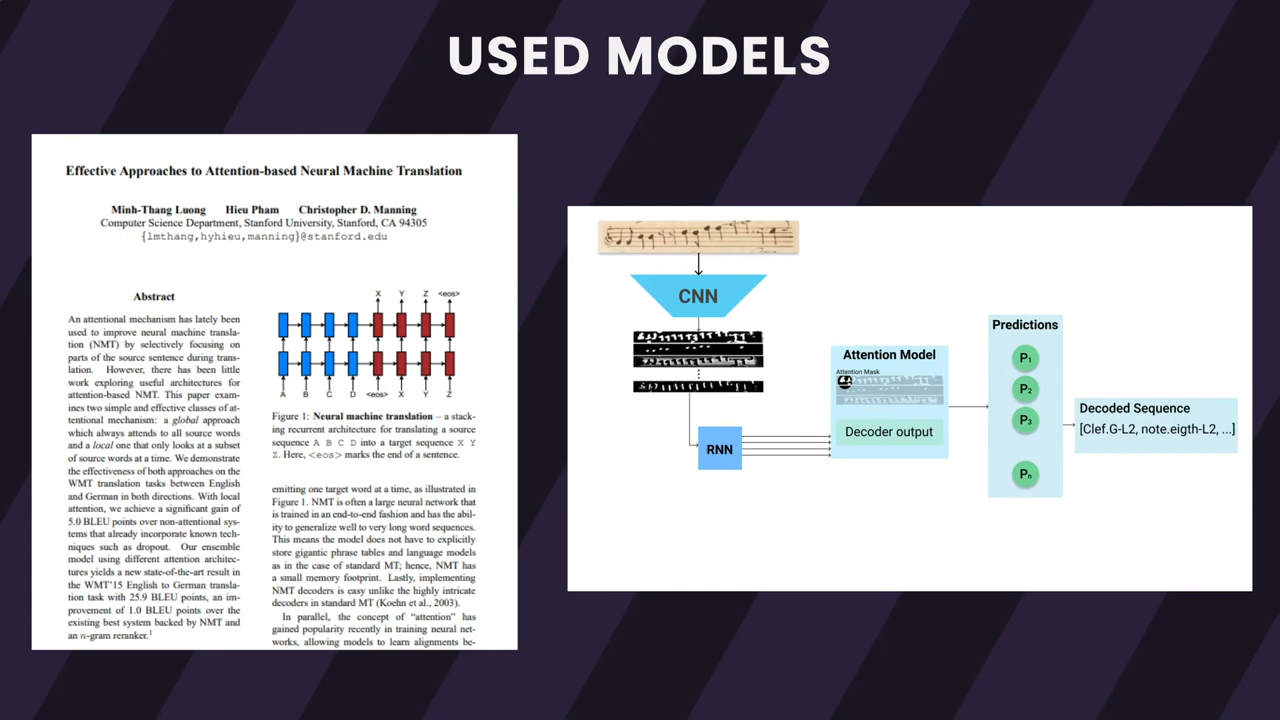 USED MODELS
Effective Approaches to Attention-based Neural Machine Translation
Minh-Thang Luong Hieu Pham Christopher D. Manning
Computer Science Department, Stanford University, Stanford, CA 94305
{lmthang,hyhieu,manning}@stanford.edu
Abstract
An attentional mechanism has lately been
used to improve neural machine transla-
tion (NMT) by selectively focusing on
parts of the source sentence during trans-
lation. However, there has been little
work exploring useful architectures for
attention-based NMT. This paper exam-
ines two simple and effective classes of at-
tentional mechanism: a global approach
which always attends to all source words
and a local one that only looks at a subset
of source words at a time. We demonstrate
the effectiveness of both approaches on the
WMT translation tasks between English
and German in both directions. With local
attention, we achieve a significant gain of
5.0 BLEU points over non-attentional sys-
tems that already incorporate known tech-
niques such as dropout. Our ensemble
model using different attention architec-
tures yields a new state-of-the-art result in
the WMT'15 English to German transla-
tion task with 25.9 BLEU points, an im-
provement of 1.0 BLEU points over the
existing best system backed by NMT and
an n-gram reranker.1
X Y Z <eos>
A B C D <eos> X Y Z
Figure 1: Neural machine translation – a stack-
ing recurrent architecture for translating a source
sequence A B C D into a target sequence X Y
Z. Here, <eos> marks the end of a sentence.
emitting one target word at a time, as illustrated in
Figure 1. NMT is often a large neural network that
is trained in an end-to-end fashion and has the abil-
ity to generalize well to very long word sequences.
This means the model does not have to explicitly
store gigantic phrase tables and language models
as in the case of standard MT; hence, NMT has
a small memory footprint. Lastly, implementing
NMT decoders is easy unlike the highly intricate
decoders in standard MT (Koehn et al., 2003).
In parallel, the concept of "attention" has
gained popularity recently in training neural net-
works, allowing models to learn alignments be-
CNN
RNN
Attention Model
Attention Mask
Decoder output
Predictions
P1
P2
P3
Pn
Decoded Sequence
[Clef.G-L2, note.eigth-L2, ...]